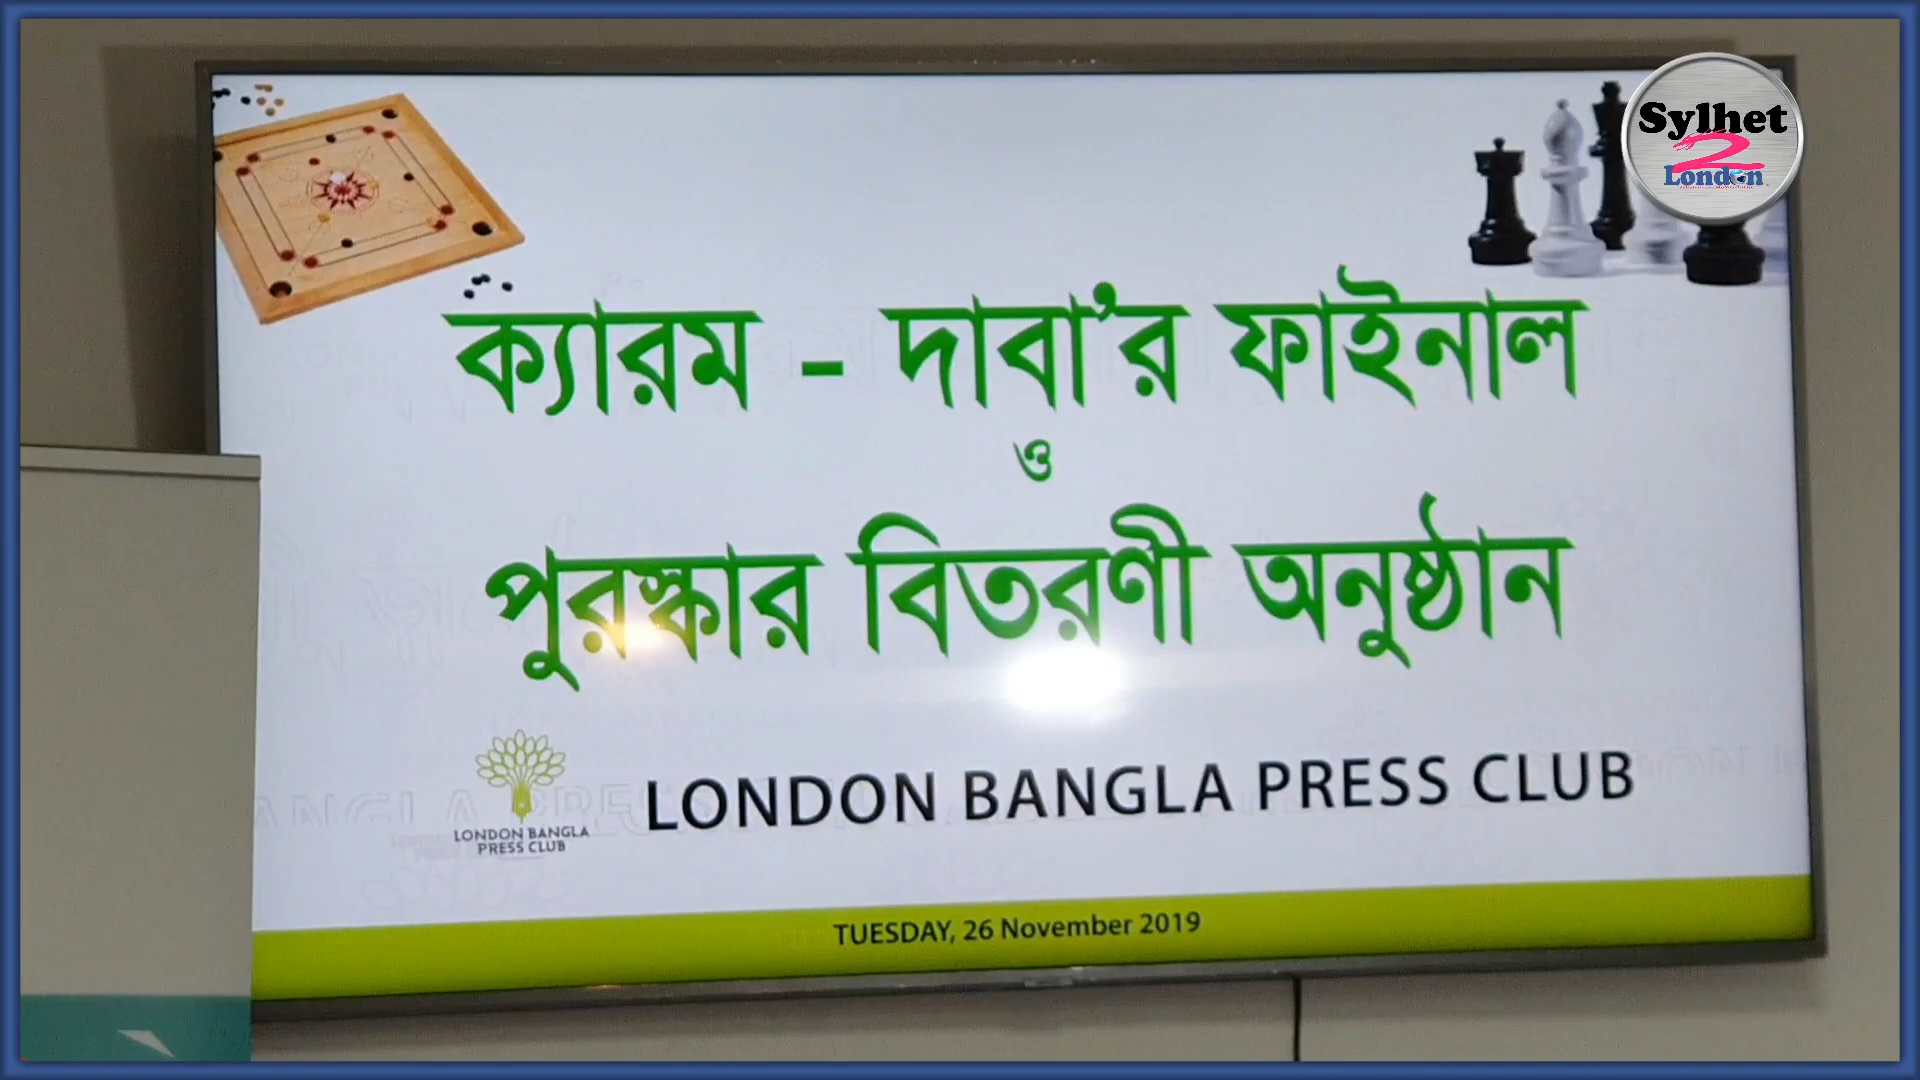 Sylhet
2
London
ক্যারম - দাবা'র ফাইনাল
ও
পুরস্কার বিতরণী অনুষ্ঠান
LONDON BANGLA
PRESS CLUB
LONDON BANGLA PRESS CLUB
TUESDAY, 26 November 2019